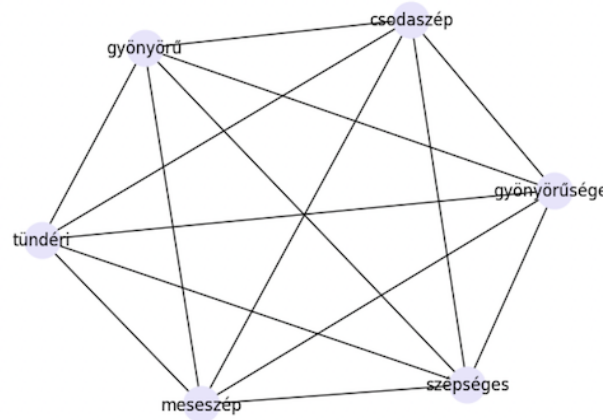 csodaszép
gyönyörű
gyönyörűsége
tündéri
szépséges
meseszép